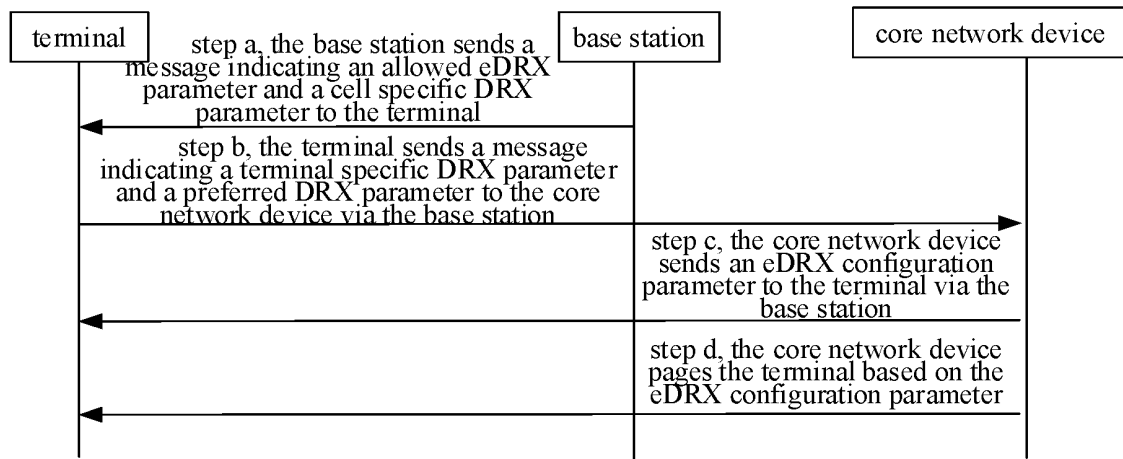 terminal
base station
core network device
step a, the base station sends a
message indicating an allowed eDRX
parameter and a cell specific DRX
parameter to the terminal
step b, the terminal sends a message
indicating a terminal specific DRX parameter
and a preferred DRX parameter to the core
network device via the base station
step c, the core network device
sends an eDRX configuration
parameter to the terminal via the
base station
step d, the core network device
pages the terminal based on the
eDRX configuration parameter